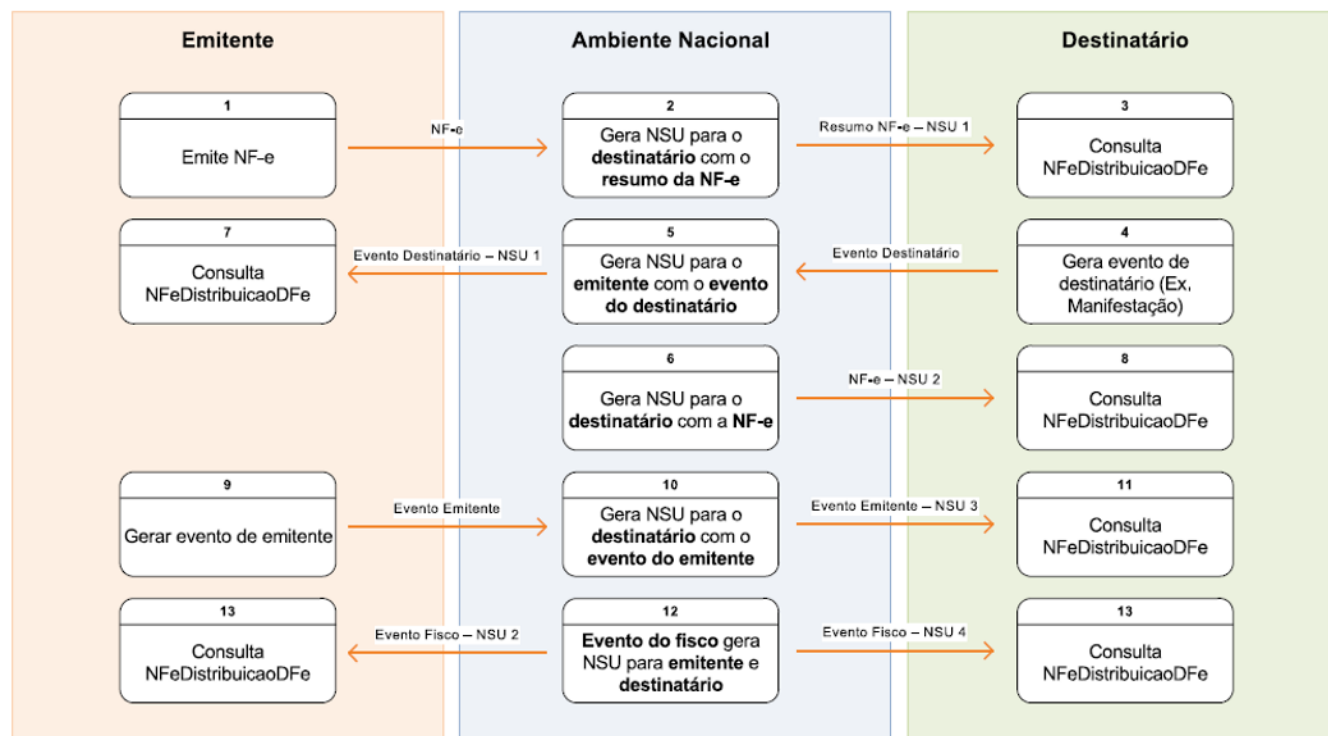 Emitente
Ambiente Nacional
Destinatário
1
Emite NF-e
NF-e
2
Gera NSU para o
destinatário com o
resumo da NF-e
Resumo NF-e – NSU 1
3
Consulta
NFeDistribuicaoDFe
7
Consulta
NFeDistribuicaoDFe
Evento Destinatário – NSU 1
5
Gera NSU para o
emitente com o evento
do destinatário
Evento Destinatário
4
Gera evento de
destinatário (Ex,
Manifestação)
6
Gera NSU para o
destinatário com a NF-e
NF-e – NSU 2
8
Consulta
NFeDistribuicaoDFe
9
Gerar evento de emitente
Evento Emitente
10
Gera NSU para o
destinatário com o
evento do emitente
Evento Emitente – NSU 3
11
Consulta
NFeDistribuicaoDFe
13
Consulta
NFeDistribuicaoDFe
Evento Fisco – NSU 2
12
Evento do fisco gera
NSU para emitente e
destinatário
Evento Fisco – NSU 4
13
Consulta
NFeDistribuicaoDFe